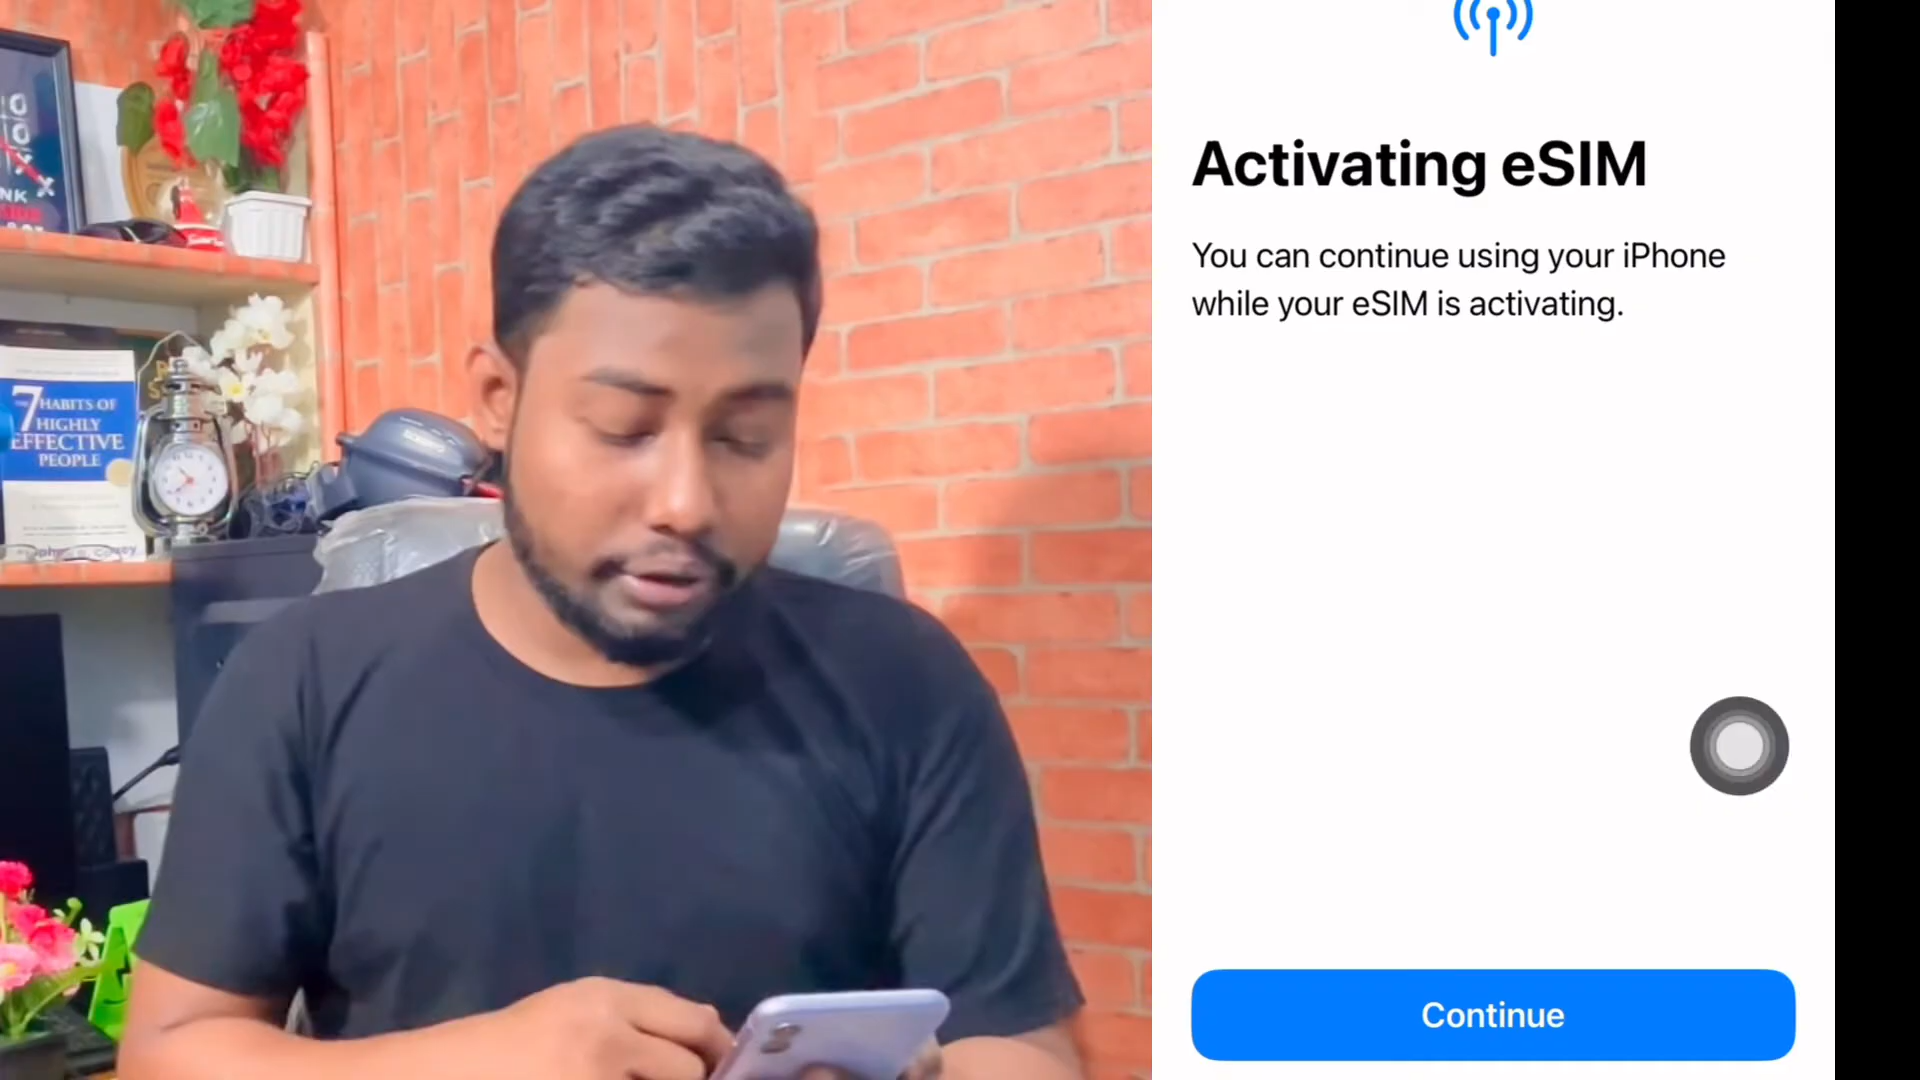 NK
7 HABITS OF
HIGHLY
EFFECTIVE
PEOPLE
Activating eSIM
You can continue using your iPhone
while your eSIM is activating.
Continue